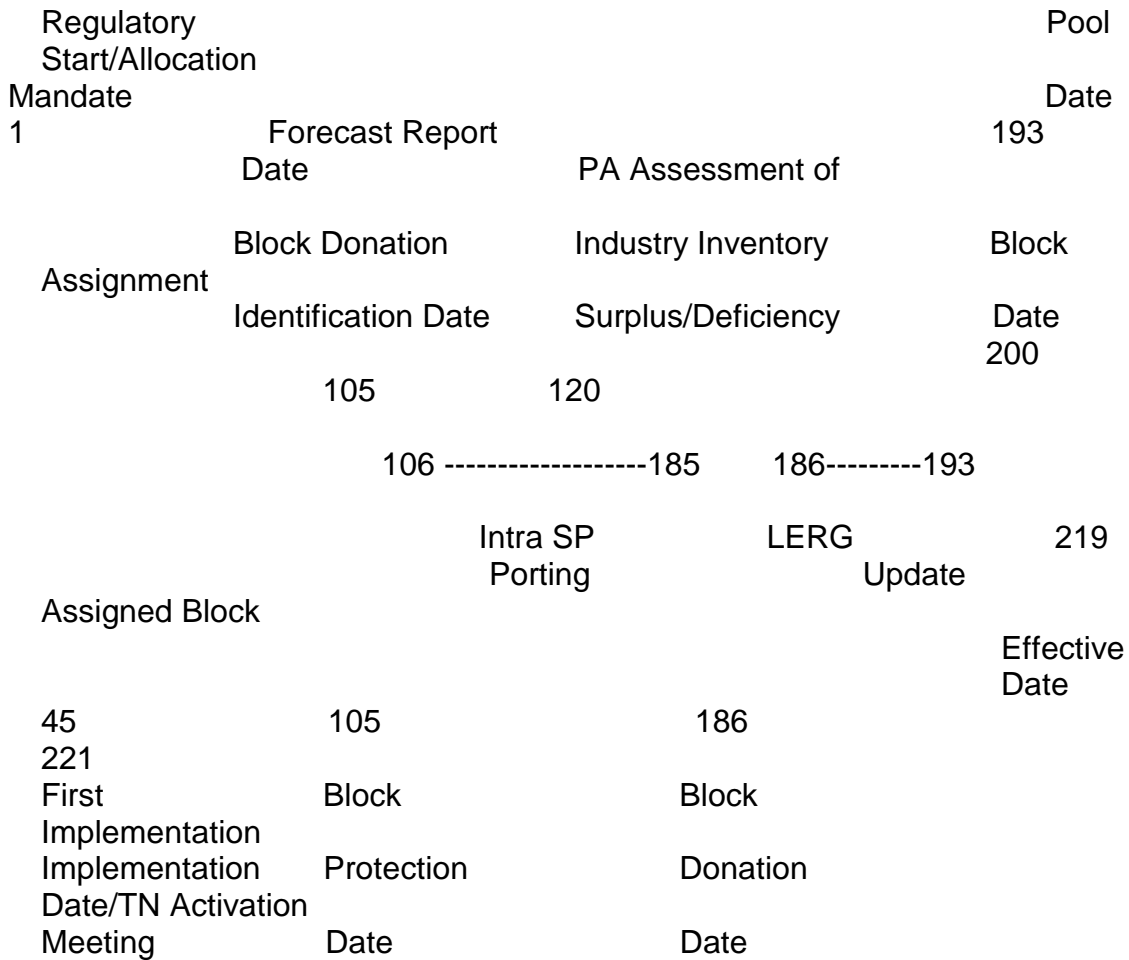 Regulatory Pool
Start/Allocation
Mandate Date
1 Forecast Report 193
Date PA Assessment of
Block Donation Industry Inventory Block
Assignment
Identification Date Surplus/Deficiency Date
200
105 120
106 -------------------185 186---------193
Intra SP LERG 219
Porting Update
Assigned Block
Effective
Date
45 105 186
221
First Block Block
Implementation
Implementation Protection Donation
Date/TN Activation
Meeting Date Date